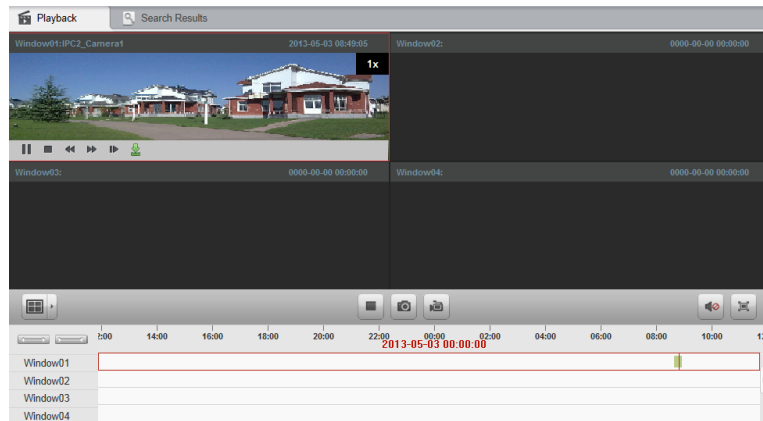 Playback Search Results
Window01:IPC2_Camera1 2013-05-03 08:49:05 Window02: 0000-00-00 00:00:00
1x
Window03: 0000-00-00 00:00:00 Window04: 0000-00-00 00:00:00
2:00 14:00 16:00 18:00 20:00 22:00 00:00 02:00 04:00 06:00 08:00 10:00 1
2013-05-03 00:00:00
Window01
Window02
Window03
Window04